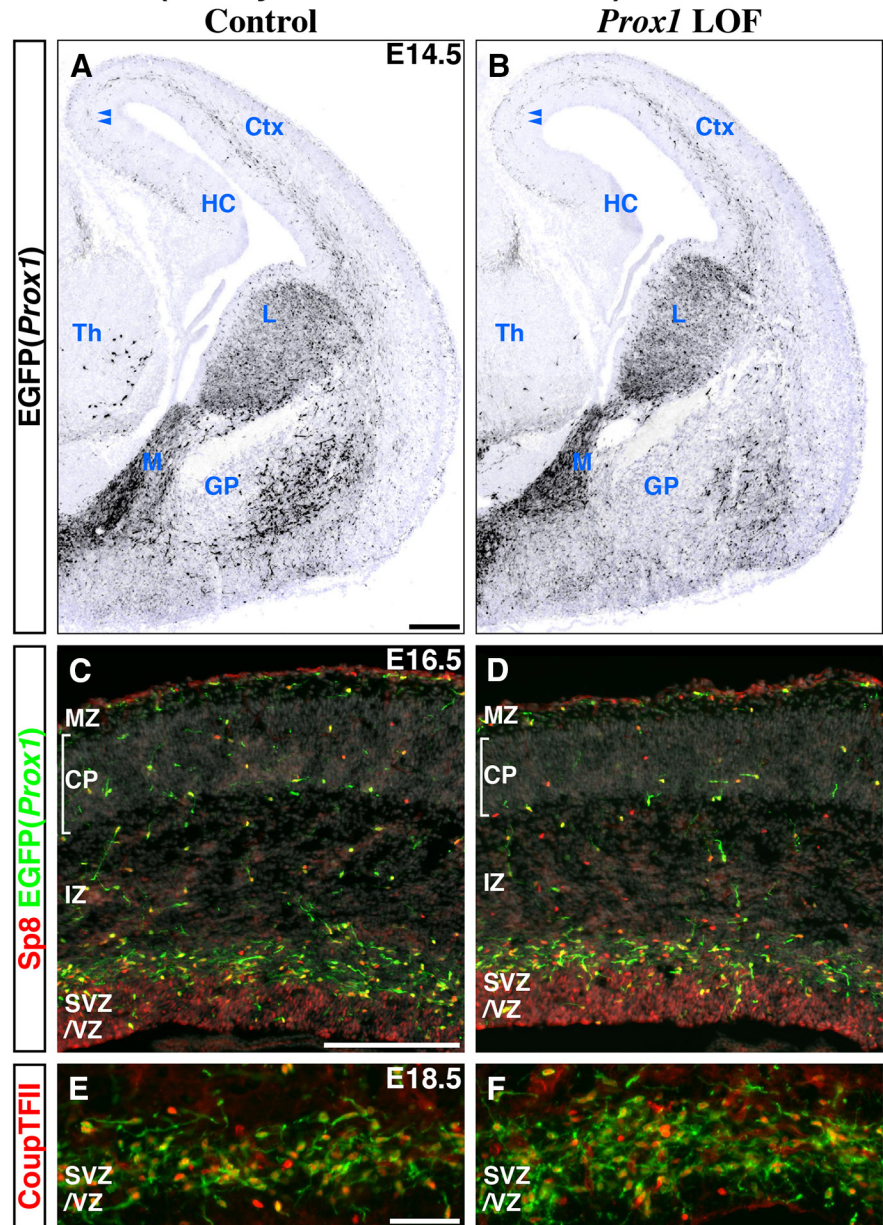 Control
Prox1 LOF
EGFP(Prox1)
A
E14.5
Ctx
HC
Th
L
M
GP
B
Ctx
HC
Th
L
M
GP
Sp8 EGFP(Prox1)
C
E16.5
MZ
CP
IZ
SVZ
/VZ
D
MZ
CP
IZ
SVZ
/VZ
CoupTFII
E
E18.5
SVZ
/VZ
F
SVZ
/VZ